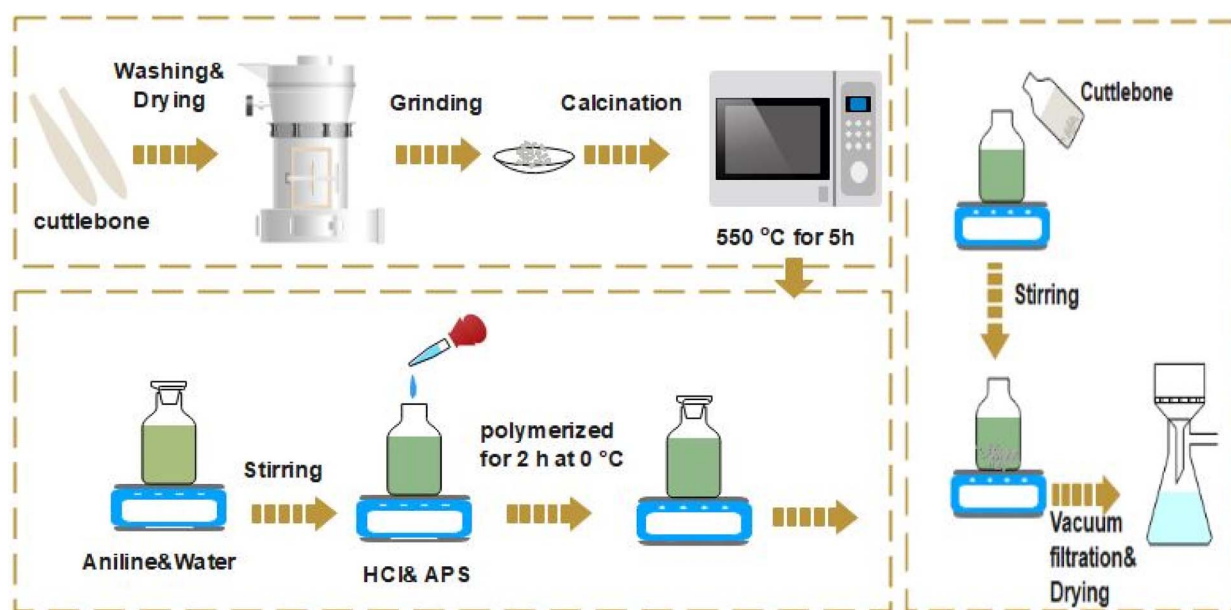 Washing&
Drying
Grinding
Calcination
cuttlebone
550 °C for 5h
Aniline&Water
Stirring
HCl& APS
polymerized
for 2 h at 0 °C
Cuttlebone
Stirring
Vacuum
filtration&
Drying